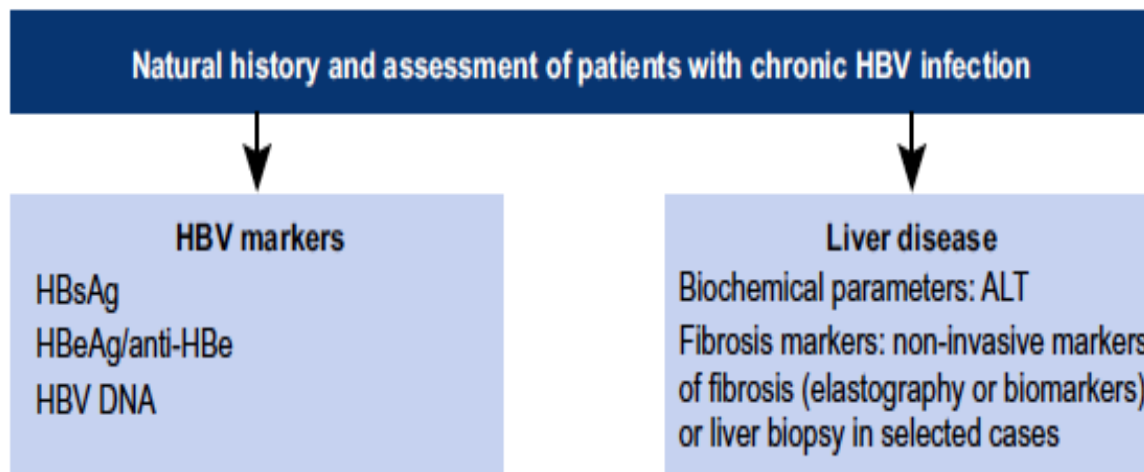 Natural history and assessment of patients with chronic HBV infection
HBV markers
HBsAg
HBeAg/anti-HBe
HBV DNA
Liver disease
Biochemical parameters: ALT
Fibrosis markers: non-invasive markers
of fibrosis (elastography or biomarkers)
or liver biopsy in selected cases